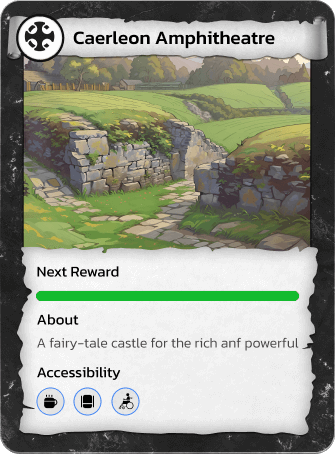 Caerleon Amphitheatre
Next Reward
About
A fairy-tale castle for the rich anf powerful
Accessibility